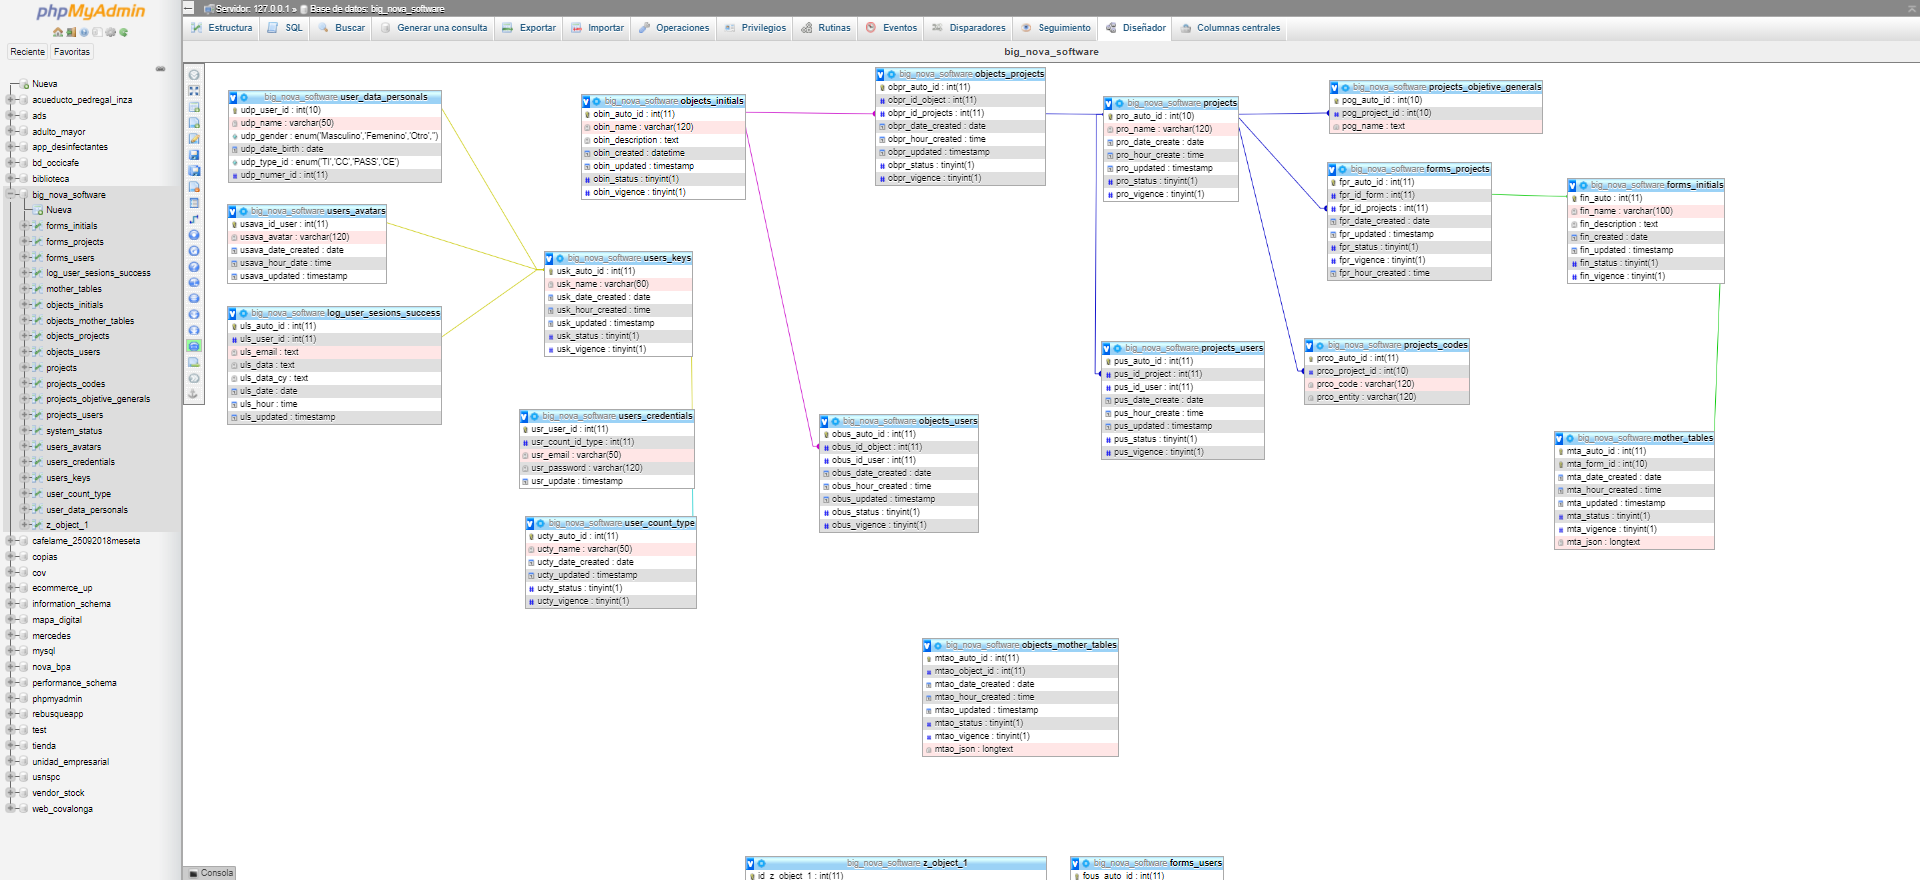 phpMyAdmin
Reciente Favoritas
Nueva
acueducto_pedregal_inza
ads
adulto_mayor
app_desinfectantes
bd_occicafe
biblioteca
big_nova_software
Nueva
forms_initials
forms_projects
forms_users
log_user_sesions_success
mother_tables
objects_initials
objects_mother_tables
objects_projects
objects_users
projects
projects_codes
projects_objetive_generals
projects_users
system_status
users_avatars
users_credentials
users_keys
user_count_type
user_data_personals
z_object_1
cafelame_25092018meseta
copias
cov
ecommerce_up
information_schema
mapa_digital
mercedes
mysql
nova_bpa
performance_schema
phpmyadmin
rebusqueapp
test
tienda
unidad_empresarial
usnspc
vendor_stock
web_covalonga
Servidor: 127.0.0.1 » Base de datos: big_nova_software
Estructura SQL Buscar Generar una consulta Exportar Importar Operaciones Privilegios Rutinas Eventos Disparadores Seguimiento Diseñador Columnas centrales
big_nova_software
big_nova_software user_data_personals
udp_user_id : int(10)
udp_name : varchar(50)
udp_gender : enum('Masculino','Femenino','Otro','')
udp_date_birth : date
udp_type_id : enum('TI','CC','PASS','CE')
udp_numer_id : int(11)
big_nova_software users_avatars
usava_id_user : int(11)
usava_avatar : varchar(120)
usava_date_created : date
usava_hour_date : time
usava_updated : timestamp
big_nova_software log_user_sesions_success
uls_auto_id : int(11)
uls_user_id : int(11)
uls_email : text
uls_data : text
uls_data_cy : text
uls_date : date
uls_hour : time
uls_updated : timestamp
big_nova_software users_keys
usk_auto_id : int(11)
usk_name : varchar(60)
usk_date_created : date
usk_hour_created : time
usk_updated : timestamp
usk_status : tinyint(1)
usk_vigence : tinyint(1)
big_nova_software users_credentials
usr_user_id : int(11)
usr_count_id_type : int(11)
usr_email : varchar(50)
usr_password : varchar(120)
usr_update : timestamp
big_nova_software user_count_type
ucty_auto_id : int(11)
ucty_name : varchar(50)
ucty_date_created : date
ucty_updated : timestamp
ucty_status : tinyint(1)
ucty_vigence : tinyint(1)
big_nova_software objects_initials
obin_auto_id : int(11)
obin_name : varchar(120)
obin_description : text
obin_created : datetime
obin_updated : timestamp
obin_status : tinyint(1)
obin_vigence : tinyint(1)
big_nova_software objects_projects
obpr_auto_id : int(11)
obpr_id_object : int(11)
obpr_id_projects : int(11)
obpr_date_created : date
obpr_hour_created : time
obpr_updated : timestamp
obpr_status : tinyint(1)
obpr_vigence : tinyint(1)
big_nova_software objects_users
obus_auto_id : int(11)
obus_id_object : int(11)
obus_id_user : int(11)
obus_date_created : date
obus_hour_created : time
obus_updated : timestamp
obus_status : tinyint(1)
obus_vigence : tinyint(1)
big_nova_software projects
pro_auto_id : int(10)
pro_name : varchar(120)
pro_date_create : date
pro_hour_create : time
pro_updated : timestamp
pro_status : tinyint(1)
pro_vigence : tinyint(1)
big_nova_software projects_users
pus_auto_id : int(11)
pus_id_project : int(11)
pus_id_user : int(11)
pus_date_create : date
pus_hour_create : time
pus_updated : timestamp
pus_status : tinyint(1)
pus_vigence : tinyint(1)
big_nova_software projects_objetive_generals
pog_auto_id : int(10)
pog_project_id : int(10)
pog_name : text
big_nova_software forms_projects
fpr_auto_id : int(11)
fpr_id_form : int(11)
fpr_id_projects : int(11)
fpr_date_created : date
fpr_updated : timestamp
fpr_status : tinyint(1)
fpr_vigence : tinyint(1)
fpr_hour_created : time
big_nova_software projects_codes
prco_auto_id : int(11)
prco_project_id : int(10)
prco_code : varchar(120)
prco_entity : varchar(120)
big_nova_software forms_initials
fin_auto : int(11)
fin_name : varchar(100)
fin_description : text
fin_created : date
fin_updated : timestamp
fin_status : tinyint(1)
fin_vigence : tinyint(1)
big_nova_software mother_tables
mta_auto_id : int(11)
mta_form_id : int(10)
mta_date_created : date
mta_hour_created : time
mta_updated : timestamp
mta_status : tinyint(1)
mta_vigence : tinyint(1)
mta_json : longtext
big_nova_software objects_mother_tables
mtao_auto_id : int(11)
mtao_object_id : int(11)
mtao_date_created : date
mtao_hour_created : time
mtao_updated : timestamp
mtao_status : tinyint(1)
mtao_vigence : tinyint(1)
mtao_json : longtext
big_nova_software z_object_1
id_z_object_1 : int(11)
big_nova_software forms_users
fous_auto_id : int(11)
Consola